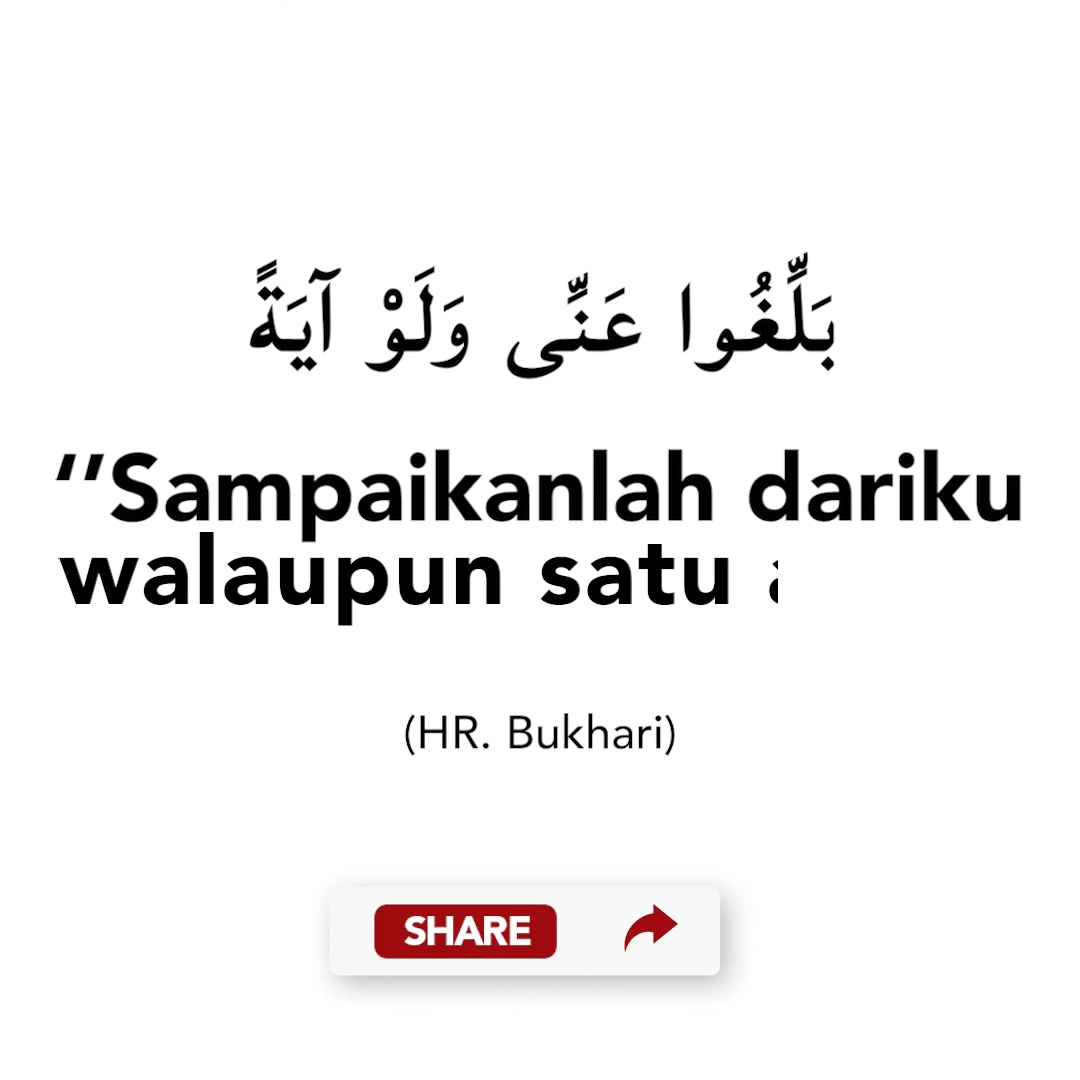 بَلِّغُوا عَنِّى وَلَوْ آيَةً
‘‘Sampaikanlah dariku
walaupun satu
(HR. Bukhari)
SHARE